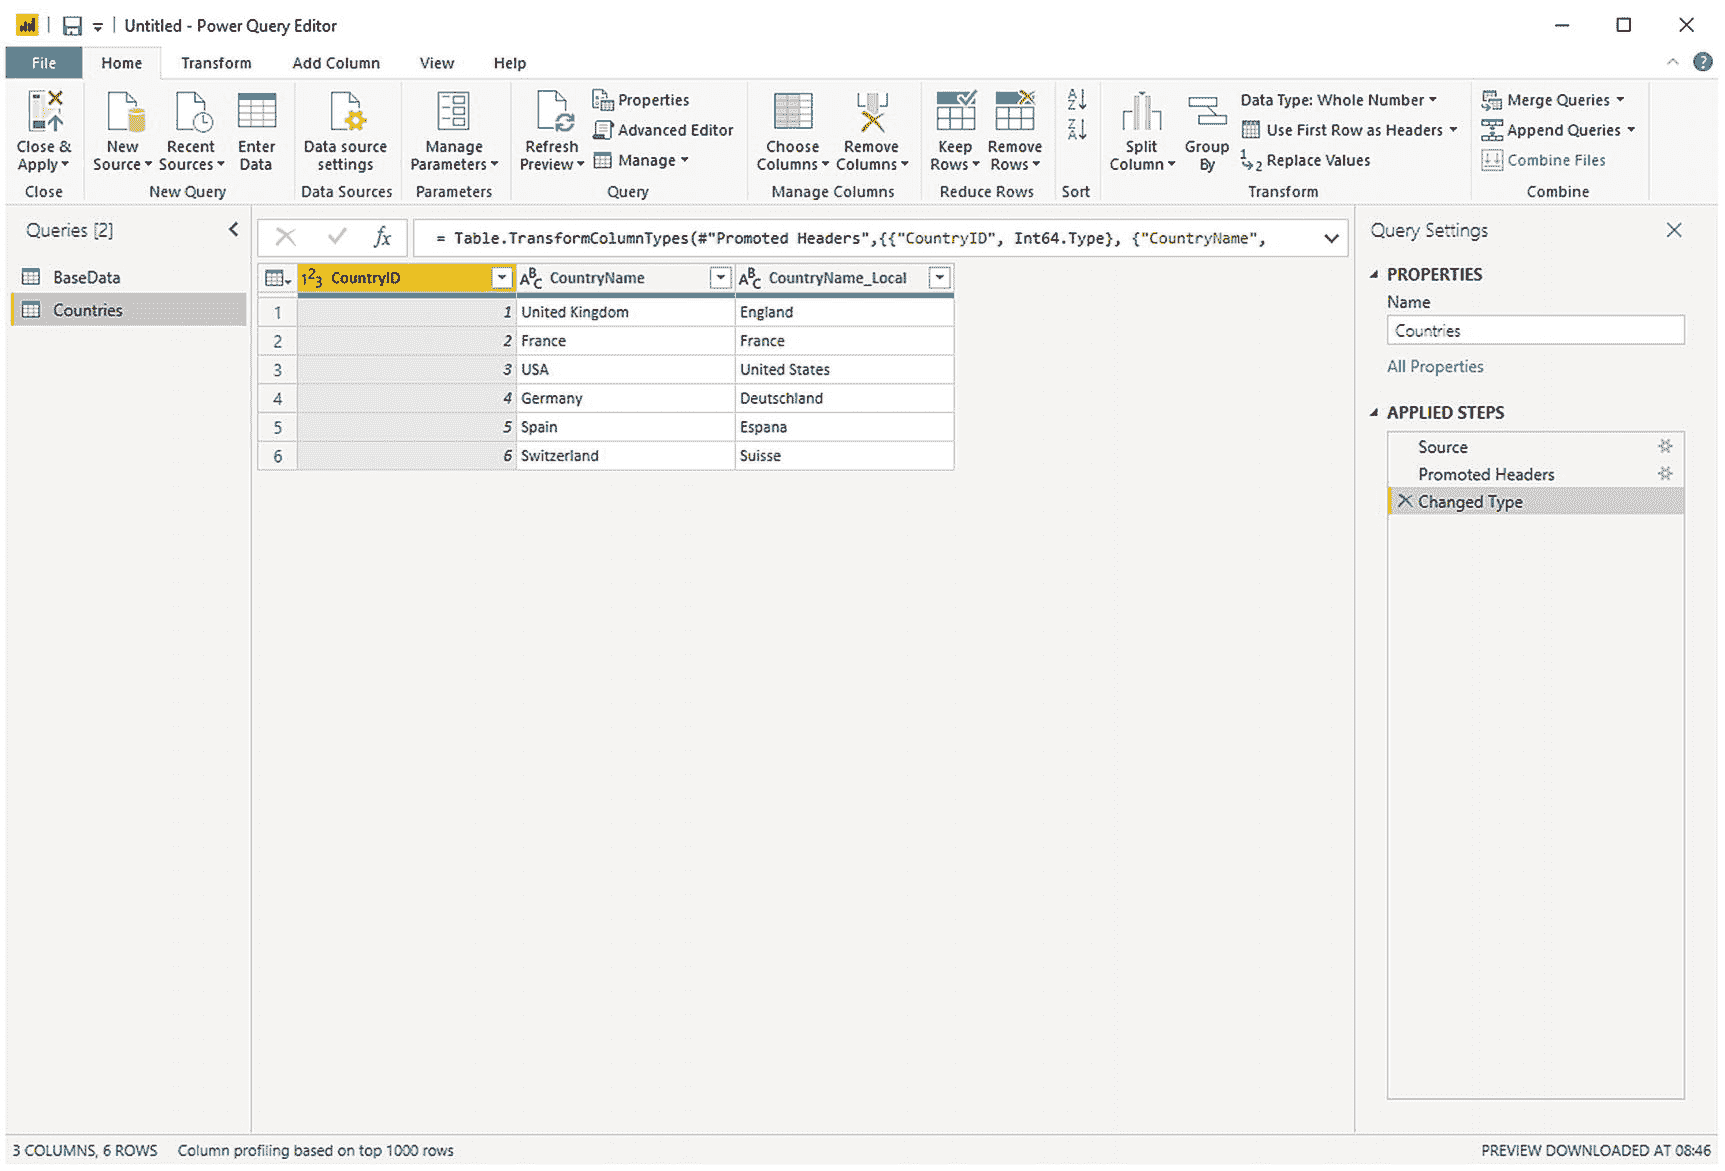 Untitled - Power Query Editor
File Home Transform Add Column View Help
Close & Apply
New Source
Recent Sources
Enter Data
Data source settings
Manage Parameters
Refresh Preview
Properties
Advanced Editor
Manage
Choose Columns
Remove Columns
Keep Rows
Remove Rows
Split Column
Group By
Data Type: Whole Number
Use First Row as Headers
Replace Values
Merge Queries
Append Queries
Combine Files
Close New Query Data Sources Parameters Query Manage Columns Reduce Rows Sort Transform Combine
Queries [2]
BaseData
Countries
fx = Table.TransformColumnTypes(#"Promoted Headers",{{"CountryID", Int64.Type}, {"CountryName",
CountryID CountryName CountryName_Local
1 1 United Kingdom England
2 2 France France
3 3 USA United States
4 4 Germany Deutschland
5 5 Spain Espana
6 6 Switzerland Suisse
Query Settings
PROPERTIES
Name
Countries
All Properties
APPLIED STEPS
Source
Promoted Headers
Changed Type
3 COLUMNS, 6 ROWS Column profiling based on top 1000 rows
PREVIEW DOWNLOADED AT 08:46